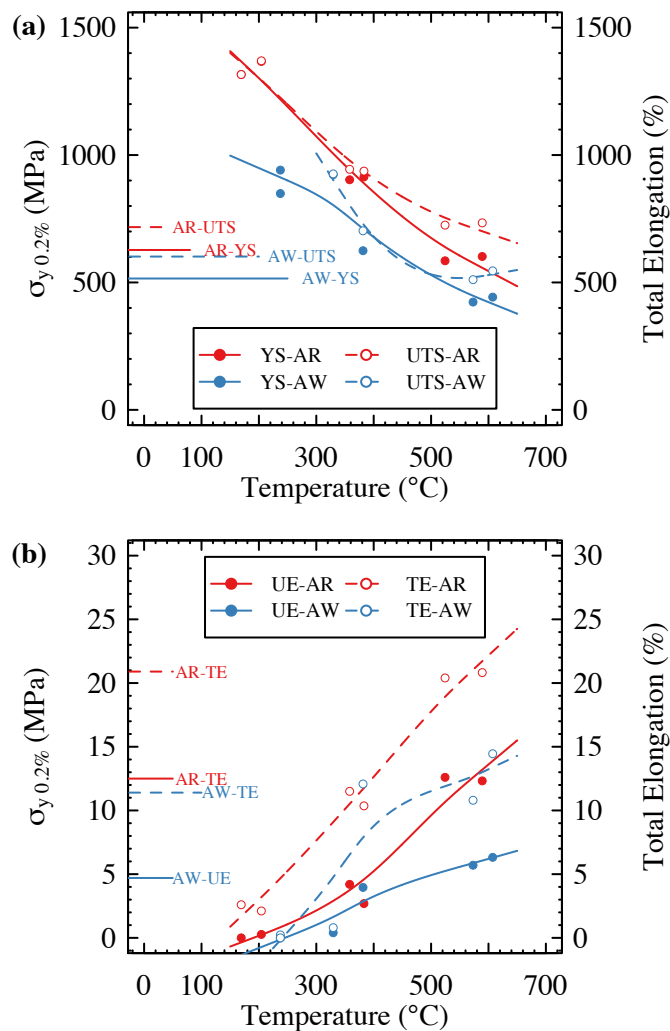 (a)
1500
1000
500
0
σy 0.2% (MPa)
1500
1000
500
0
Total Elongation (%)
AR-UTS
AR-YS
AW-UTS
AW-YS
YS-AR UTS-AR
YS-AW UTS-AW
0 100 300 500 700
Temperature (°C)
(b)
30
25
20
15
10
5
0
σy 0.2% (MPa)
30
25
20
15
10
5
0
Total Elongation (%)
UE-AR TE-AR
UE-AW TE-AW
AR-TE
AR-TE
AW-TE
AW-UE
0 100 300 500 700
Temperature (°C)